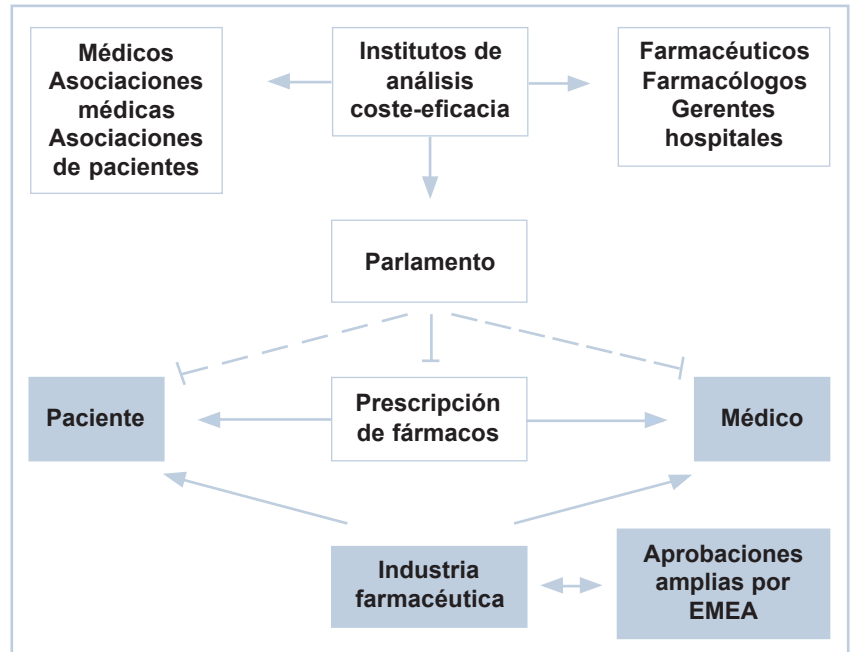 Médicos
Asociaciones
médicas
Asociaciones
de pacientes
Institutos de
análisis
coste-eficacia
Farmacéuticos
Farmacólogos
Gerentes
hospitales
Parlamento
Paciente
Prescripción
de fármacos
Médico
Industria
farmacéutica
Aprobaciones
amplias por
EMEA